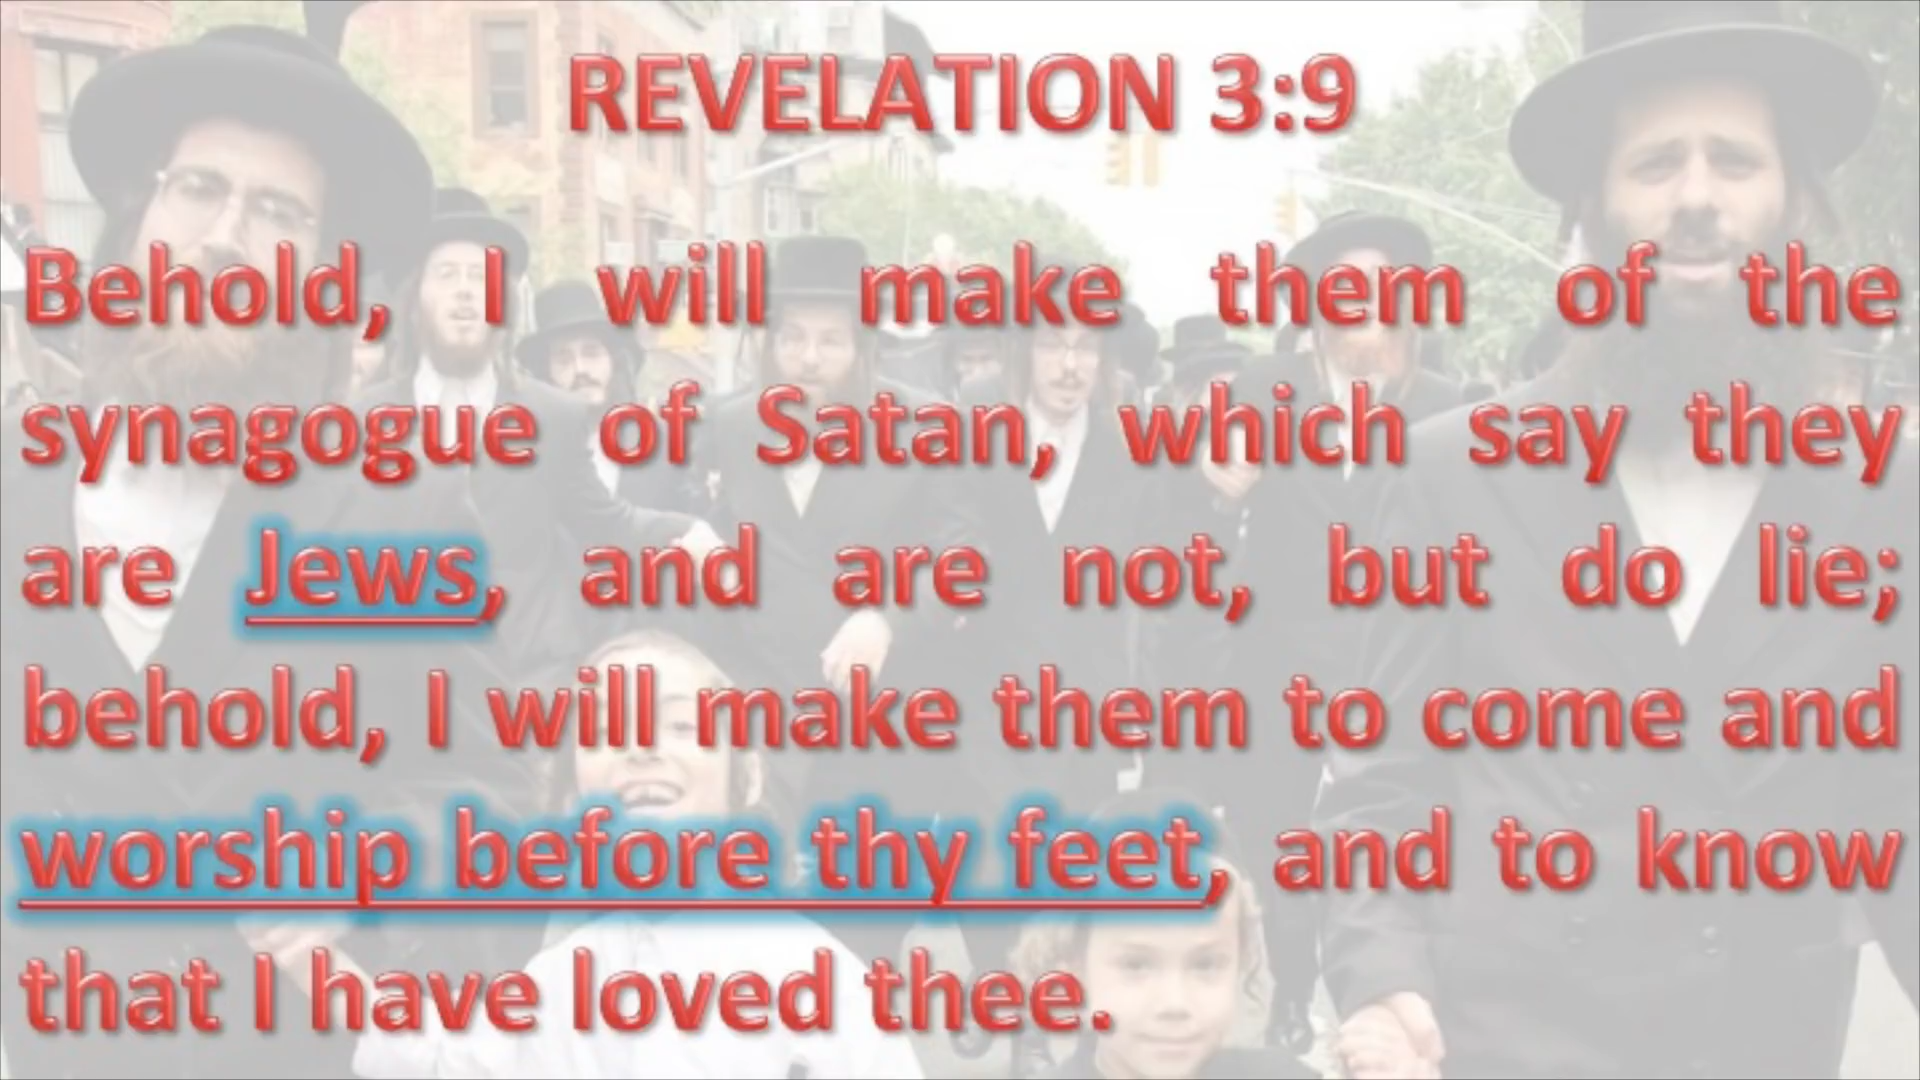 REVELATION 3:9
Behold, I will make them of the
synagogue of Satan, which say they
are Jews, and are not, but do lie;
behold, I will make them to come and
worship before thy feet, and to know
that I have loved thee.